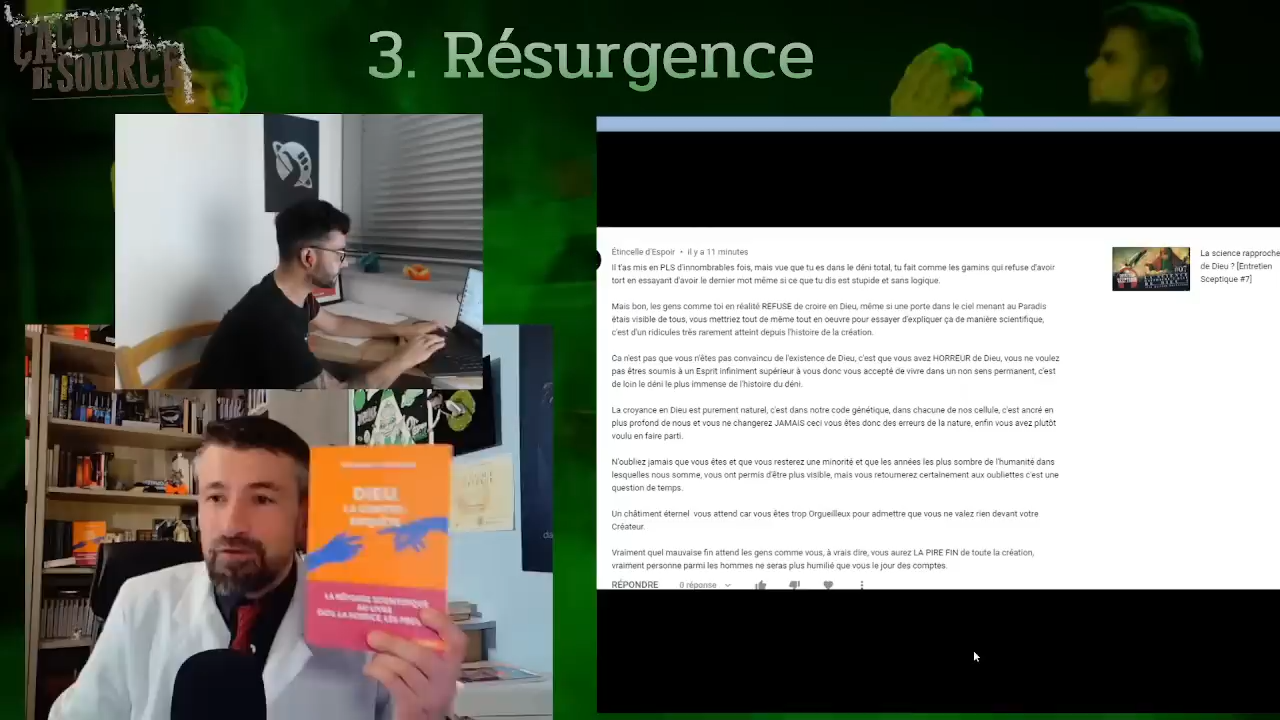 ÇA COULE
DE SOURCE
3. Résurgence
Étincelle d'Espoir • il y a 11 minutes
Il t'as mis en PLS d'innombrables fois, mais vue que tu es dans le déni total, tu fait comme les gamins qui refuse d'avoir
tort en essayant d'avoir le dernier mot même si ce que tu dis est stupide et sans logique.
Mais bon, les gens comme toi en réalité REFUSE de croire en Dieu, même si une porte dans le ciel menant au Paradis
étais visible de tous, vous mettriez tout de même tout en oeuvre pour essayer d'expliquer ça de manière scientifique,
c'est d'un ridicules très rarement atteint depuis l'histoire de la création.
Ca n'est pas que vous n'êtes pas convaincu de l'existence de Dieu, c'est que vous avez HORREUR de Dieu, vous ne voulez
pas êtres soumis à un Esprit infiniment supérieur à vous donc vous accepté de vivre dans un non sens permanent, c'est
de loin le déni le plus immense de l'histoire du déni.
La croyance en Dieu est purement naturel, c'est dans notre code génétique, dans chacune de nos cellule, c'est ancré en
plus profond de nous et vous ne changerez JAMAIS ceci vous êtes donc des erreurs de la nature, enfin vous avez plutôt
voulu en faire parti.
N'oubliez jamais que vous êtes et que vous resterez une minorité et que les années les plus sombre de l'humanité dans
lesquelles nous somme, vous ont permis d'être plus visible, mais vous retournerez certainement aux oubliettes c'est une
question de temps.
Un châtiment éternel vous attend car vous êtes trop Orgueilleux pour admettre que vous ne valez rien devant votre
Créateur.
Vraiment quel mauvaise fin attend les gens comme vous, à vrais dire, vous aurez LA PIRE FIN de toute la création,
vraiment personne parmi les hommes ne seras plus humilié que vous le jour des comptes.
RÉPONDRE 0 réponse
La science rapproche
de Dieu ? [Entretien
Sceptique #7]
DIEU,
LA CONTRE-
ENQUÊTE
LA RÉPONSE SCIENTIFIQUE
AU LIVRE